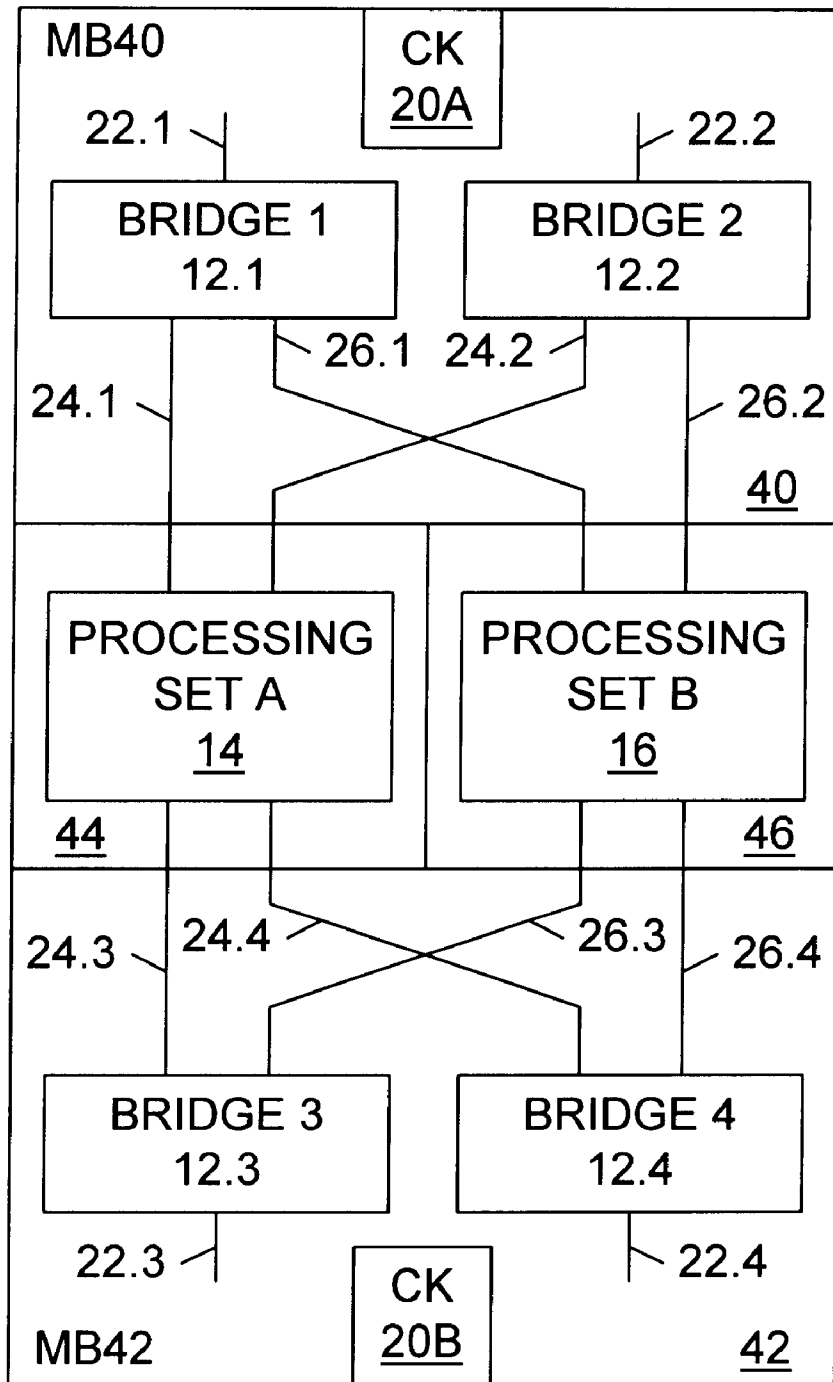 MB40
CK
20A
22.1
22.2
BRIDGE 1
12.1
BRIDGE 2
12.2
26.1
24.2
24.1
26.2
40
PROCESSING
SET A
14
PROCESSING
SET B
16
44
46
24.3
24.4
26.3
26.4
BRIDGE 3
12.3
BRIDGE 4
12.4
22.3
22.4
CK
20B
MB42
42